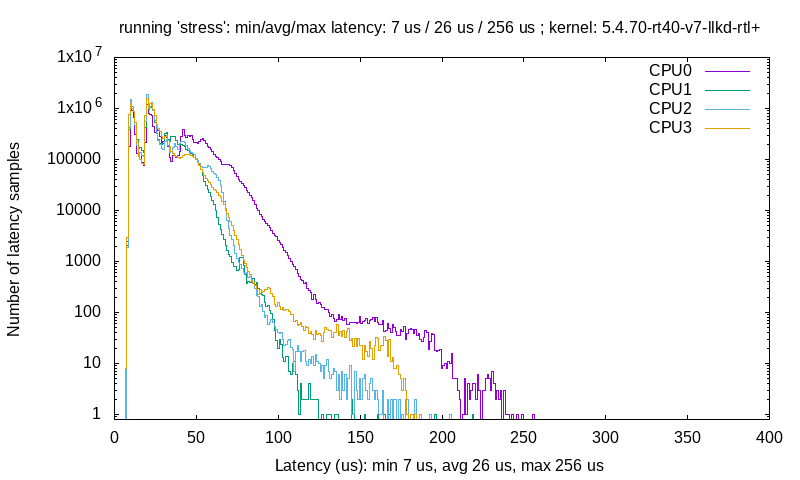 running 'stress': min/avg/max latency: 7 us / 26 us / 256 us ; kernel: 5.4.70-rt40-v7-llkd-rtl+
CPU0
CPU1
CPU2
CPU3
Number of latency samples
1x10^7
1x10^6
100000
10000
1000
100
10
1
0 50 100 150 200 250 300 350 400
Latency (us): min 7 us, avg 26 us, max 256 us